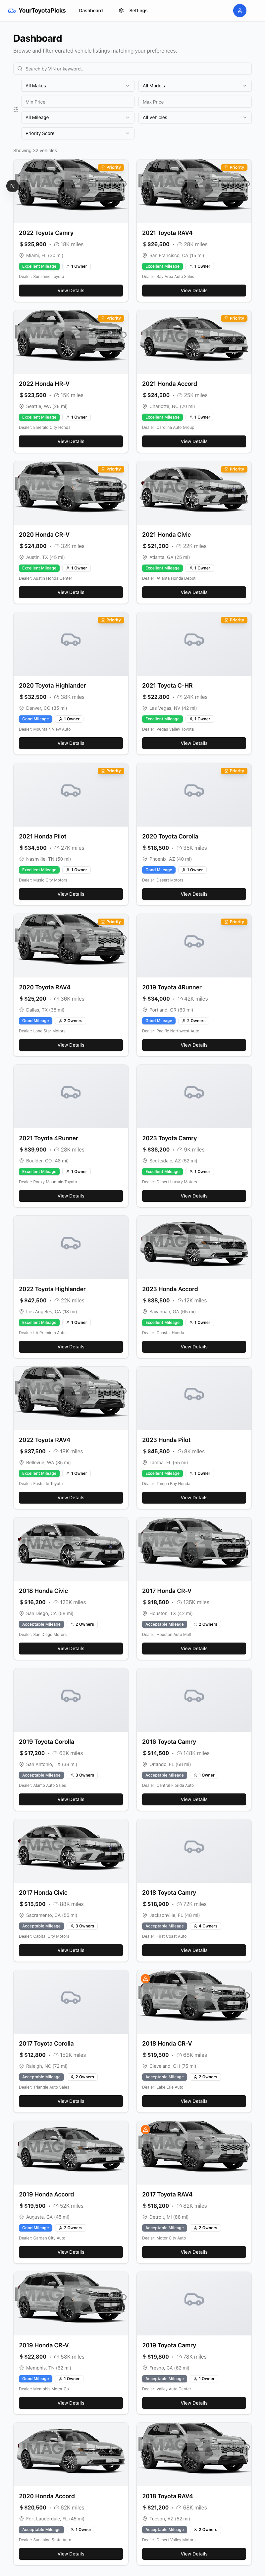 YourToyotaPicks
Dashboard
Settings
Dashboard
Browse and filter curated vehicle listings matching your preferences.
Search by VIN or keyword...
All Makes
All Models
Min Price
Max Price
All Mileage
All Vehicles
Priority Score
Showing 32 vehicles
N
Priority
2022 Toyota Camry
$ $25,900 • 18K miles
Miami, FL (30 mi)
Excellent Mileage 1 Owner
Dealer: Sunshine Toyota
View Details
Priority
2021 Toyota RAV4
$ $26,500 • 28K miles
San Francisco, CA (15 mi)
Excellent Mileage 1 Owner
Dealer: Bay Area Auto Sales
View Details
Priority
2022 Honda HR-V
$ $23,500 • 15K miles
Seattle, WA (28 mi)
Excellent Mileage 1 Owner
Dealer: Emerald City Honda
View Details
Priority
2021 Honda Accord
$ $24,500 • 25K miles
Charlotte, NC (20 mi)
Excellent Mileage 1 Owner
Dealer: Carolina Auto Group
View Details
Priority
2020 Honda CR-V
$ $24,800 • 32K miles
Austin, TX (45 mi)
Excellent Mileage 1 Owner
Dealer: Austin Honda Center
View Details
Priority
2021 Honda Civic
$ $21,500 • 22K miles
Atlanta, GA (25 mi)
Excellent Mileage 1 Owner
Dealer: Atlanta Honda Depot
View Details
Priority
2020 Toyota Highlander
$ $32,500 • 38K miles
Denver, CO (35 mi)
Good Mileage 1 Owner
Dealer: Mountain View Auto
View Details
Priority
2021 Toyota C-HR
$ $22,800 • 24K miles
Las Vegas, NV (42 mi)
Excellent Mileage 1 Owner
Dealer: Vegas Valley Toyota
View Details
Priority
2021 Honda Pilot
$ $34,500 • 27K miles
Nashville, TN (50 mi)
Excellent Mileage 1 Owner
Dealer: Music City Motors
View Details
2020 Toyota Corolla
$ $18,500 • 35K miles
Phoenix, AZ (40 mi)
Good Mileage 1 Owner
Dealer: Desert Motors
View Details
Priority
2020 Toyota RAV4
$ $25,200 • 36K miles
Dallas, TX (38 mi)
Good Mileage 2 Owners
Dealer: Lone Star Motors
View Details
Priority
2019 Toyota 4Runner
$ $34,000 • 42K miles
Portland, OR (60 mi)
Good Mileage 2 Owners
Dealer: Pacific Northwest Auto
View Details
2021 Toyota 4Runner
$ $39,900 • 28K miles
Boulder, CO (48 mi)
Excellent Mileage 1 Owner
Dealer: Rocky Mountain Toyota
View Details
2023 Toyota Camry
$ $36,200 • 9K miles
Scottsdale, AZ (52 mi)
Excellent Mileage 1 Owner
Dealer: Desert Luxury Motors
View Details
2022 Toyota Highlander
$ $42,500 • 22K miles
Los Angeles, CA (18 mi)
Excellent Mileage 1 Owner
Dealer: LA Premium Auto
View Details
2023 Honda Accord
$ $38,500 • 12K miles
Savannah, GA (65 mi)
Excellent Mileage 1 Owner
Dealer: Coastal Honda
View Details
2022 Toyota RAV4
$ $37,500 • 18K miles
Bellevue, WA (35 mi)
Excellent Mileage 1 Owner
Dealer: Eastside Toyota
View Details
2023 Honda Pilot
$ $45,800 • 8K miles
Tampa, FL (55 mi)
Excellent Mileage 1 Owner
Dealer: Tampa Bay Honda
View Details
2018 Honda Civic
$ $16,200 • 125K miles
San Diego, CA (58 mi)
Acceptable Mileage 2 Owners
Dealer: San Diego Motors
View Details
2017 Honda CR-V
$ $18,500 • 135K miles
Houston, TX (42 mi)
Acceptable Mileage 2 Owners
Dealer: Houston Auto Mall
View Details
2019 Toyota Corolla
$ $17,200 • 65K miles
San Antonio, TX (38 mi)
Acceptable Mileage 3 Owners
Dealer: Alamo Auto Sales
View Details
2016 Toyota Camry
$ $14,500 • 148K miles
Orlando, FL (68 mi)
Acceptable Mileage 1 Owner
Dealer: Central Florida Auto
View Details
2017 Honda Civic
$ $15,500 • 88K miles
Sacramento, CA (55 mi)
Acceptable Mileage 3 Owners
Dealer: Capital City Motors
View Details
2018 Toyota Camry
$ $18,900 • 72K miles
Jacksonville, FL (48 mi)
Acceptable Mileage 4 Owners
Dealer: First Coast Auto
View Details
2017 Toyota Corolla
$ $12,800 • 152K miles
Raleigh, NC (72 mi)
Acceptable Mileage 2 Owners
Dealer: Triangle Auto Sales
View Details
2018 Honda CR-V
$ $19,500 • 68K miles
Cleveland, OH (75 mi)
Acceptable Mileage 2 Owners
Dealer: Lake Erie Auto
View Details
2019 Honda Accord
$ $19,500 • 52K miles
Augusta, GA (45 mi)
Good Mileage 2 Owners
Dealer: Garden City Auto
View Details
2017 Toyota RAV4
$ $18,200 • 82K miles
Detroit, MI (88 mi)
Acceptable Mileage 2 Owners
Dealer: Motor City Auto
View Details
2019 Honda CR-V
$ $22,800 • 58K miles
Memphis, TN (62 mi)
Good Mileage 1 Owner
Dealer: Memphis Motor Co
View Details
2019 Toyota Camry
$ $19,800 • 78K miles
Fresno, CA (82 mi)
Acceptable Mileage 1 Owner
Dealer: Valley Auto Center
View Details
2020 Honda Accord
$ $20,500 • 62K miles
Fort Lauderdale, FL (40 mi)
Acceptable Mileage 1 Owner
Dealer: Sunshine State Auto
View Details
2018 Toyota RAV4
$ $21,200 • 68K miles
Tucson, AZ (52 mi)
Acceptable Mileage 2 Owners
Dealer: Desert Valley Motors
View Details